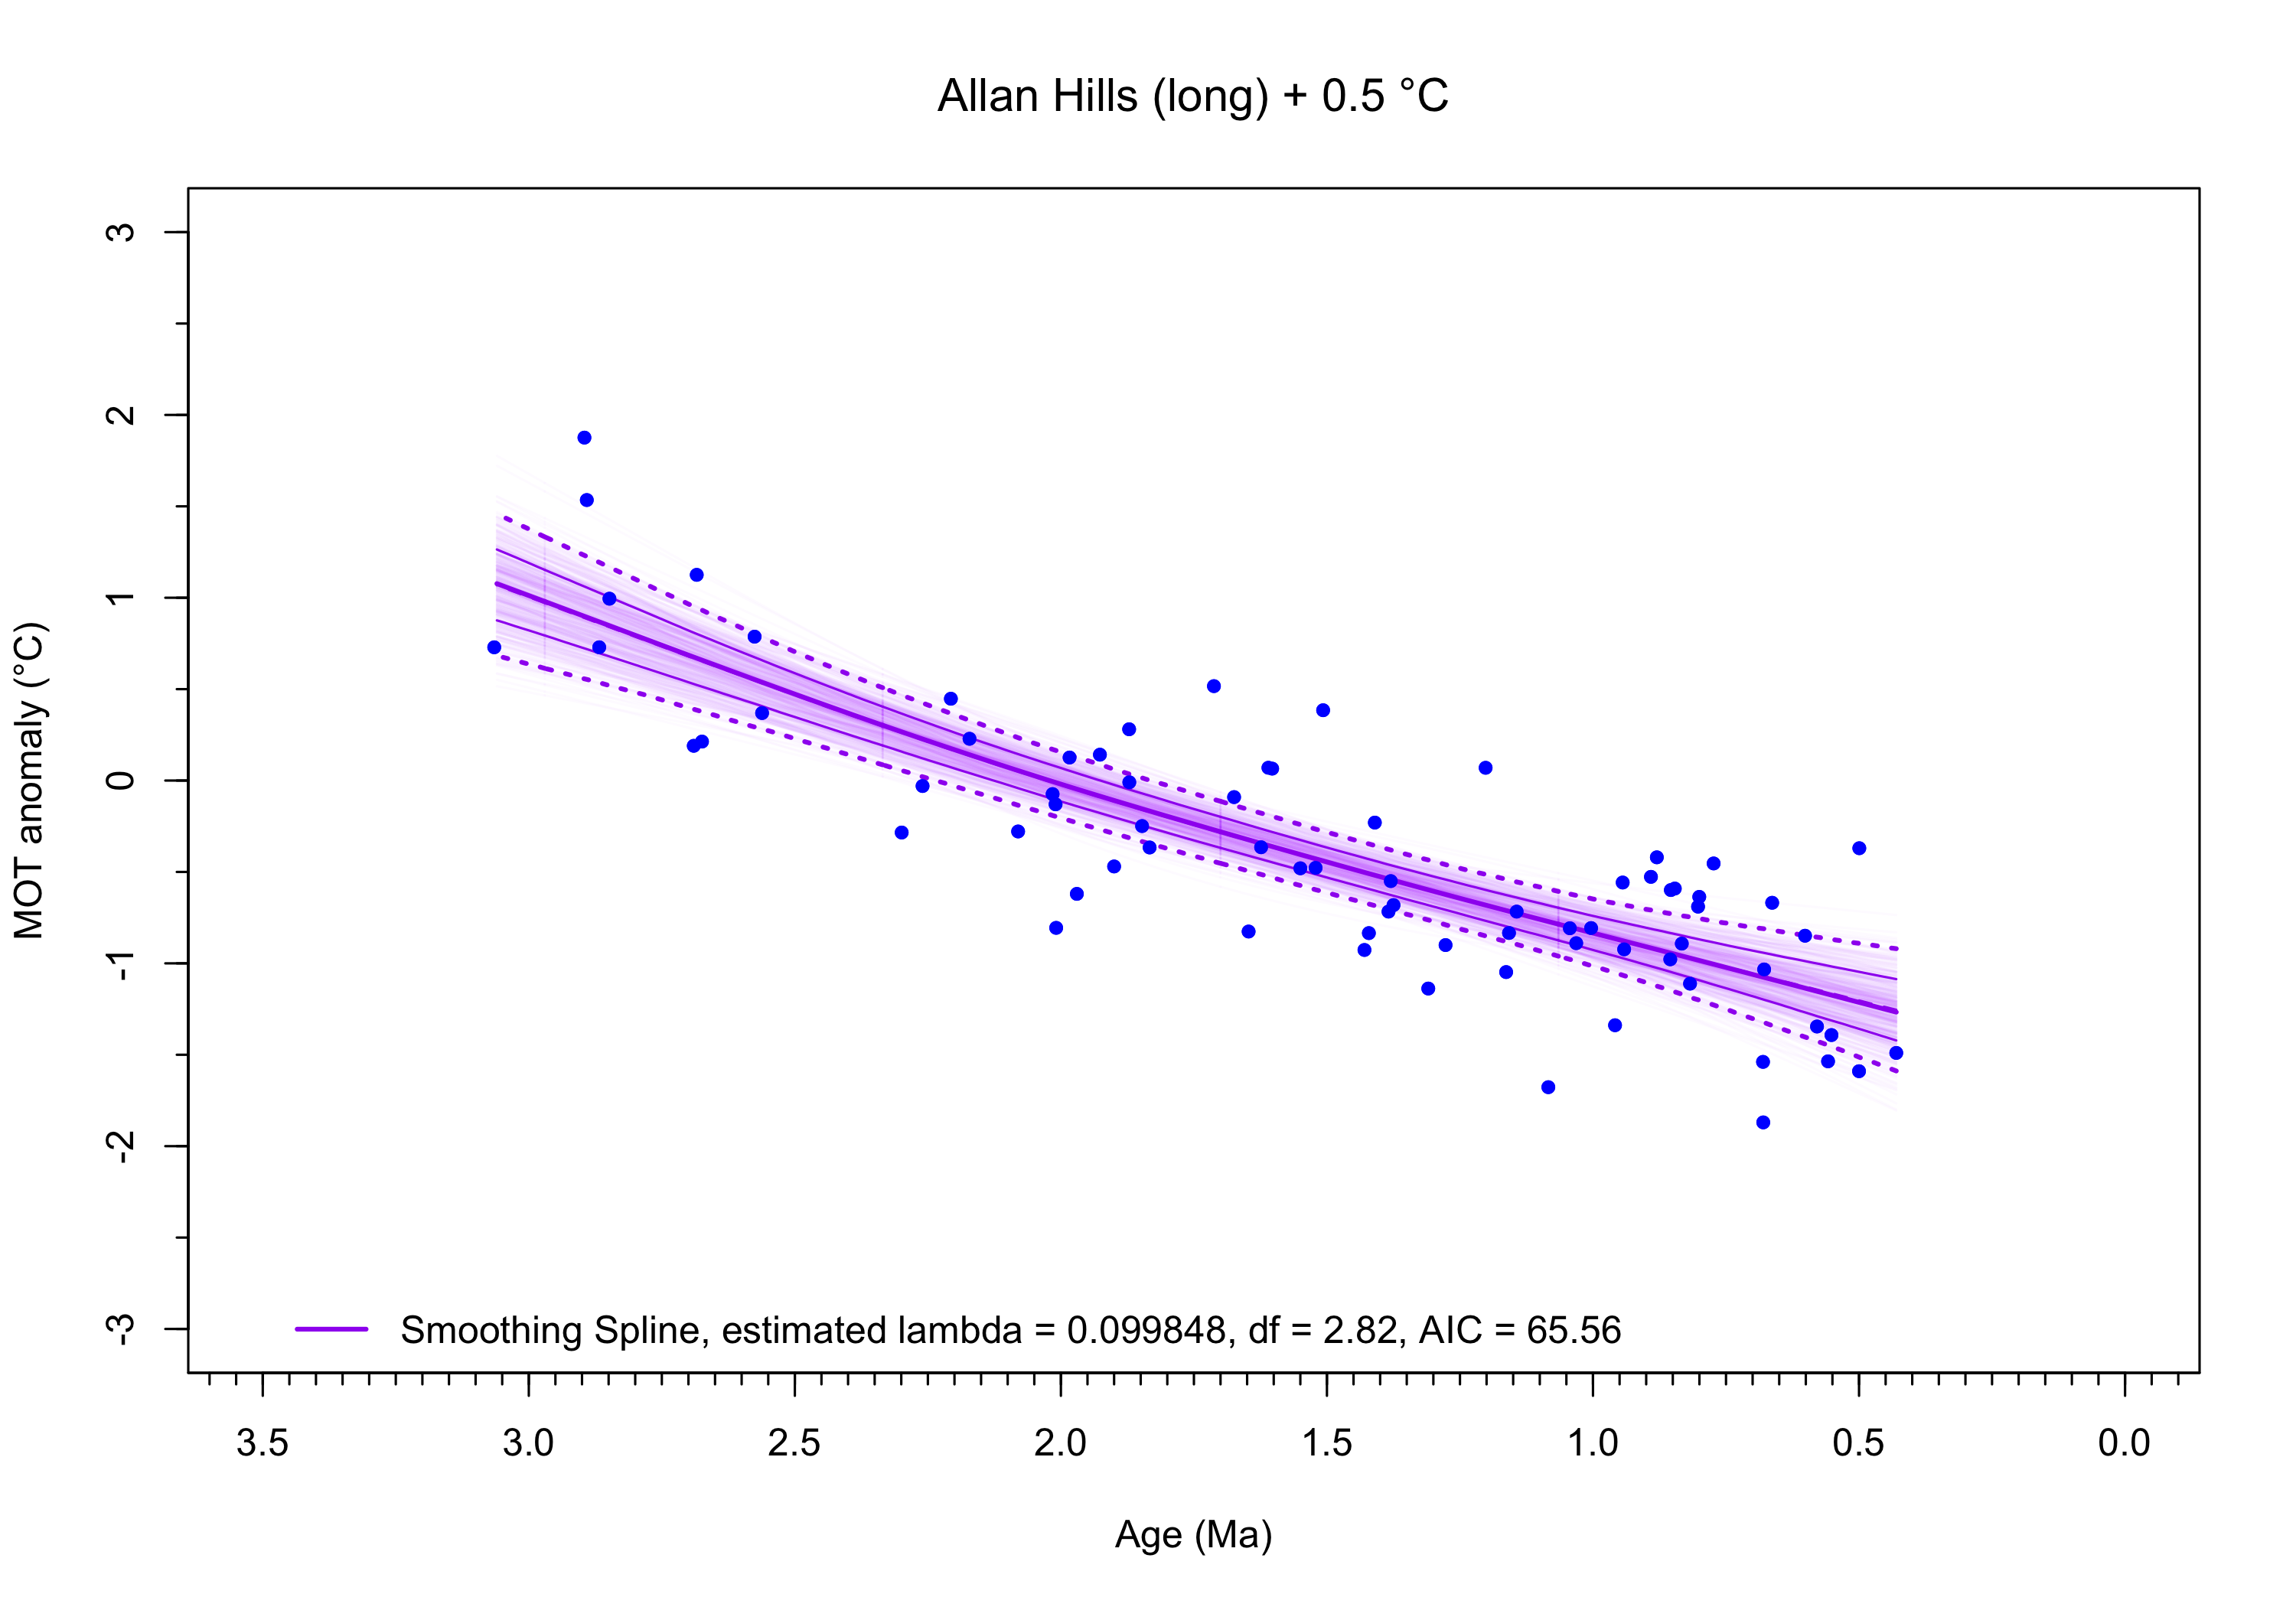 Allan Hills (long) + 0.5 °C
MOT anomaly (°C)
3
2
1
0
-1
-2
-3
Smoothing Spline, estimated lambda = 0.099848, df = 2.82, AIC = 65.56
3.5 3.0 2.5 2.0 1.5 1.0 0.5 0.0
Age (Ma)